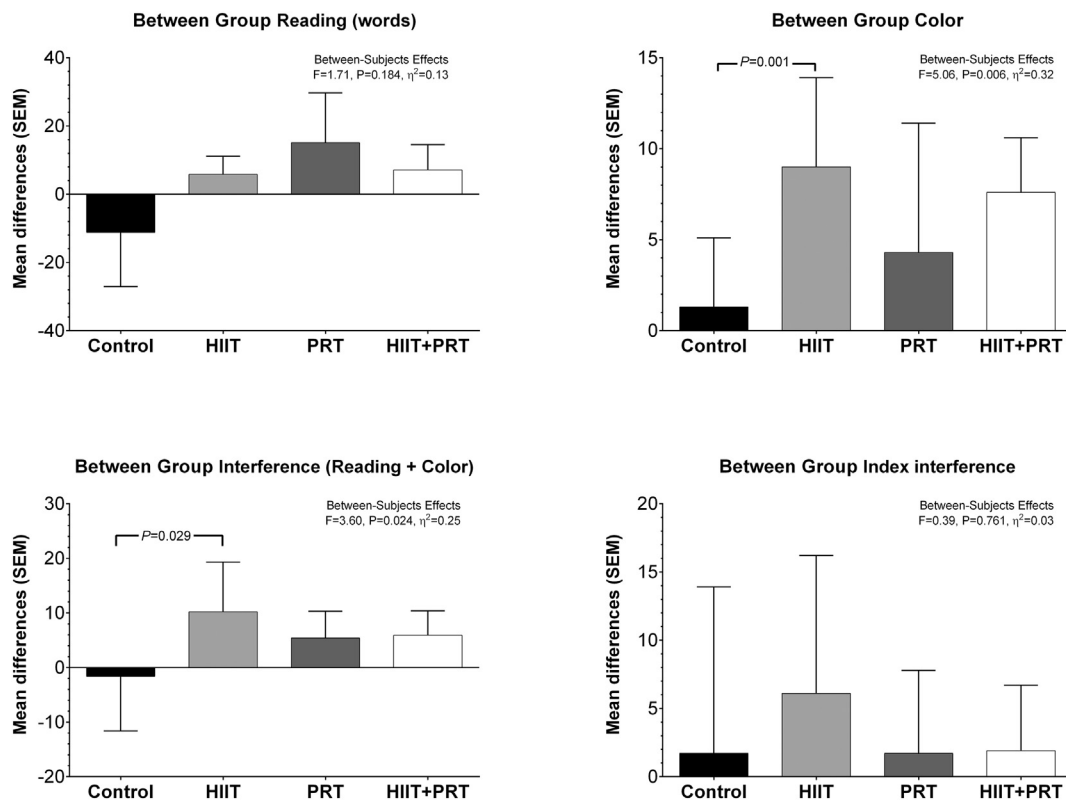 Between Group Reading (words)
Between-Subjects Effects
F=1.71, P=0.184, η²=0.13
Mean differences (SEM)
40
20
0
-20
-40
Control HIIT PRT HIIT+PRT
Between Group Color
Between-Subjects Effects
F=5.06, P=0.006, η²=0.32
P=0.001
Mean differences (SEM)
15
10
5
0
Control HIIT PRT HIIT+PRT
Between Group Interference (Reading + Color)
Between-Subjects Effects
F=3.60, P=0.024, η²=0.25
P=0.029
Mean differences (SEM)
30
20
10
0
-10
-20
Control HIIT PRT HIIT+PRT
Between Group Index interference
Between-Subjects Effects
F=0.39, P=0.761, η²=0.03
Mean differences (SEM)
20
15
10
5
0
Control HIIT PRT HIIT+PRT